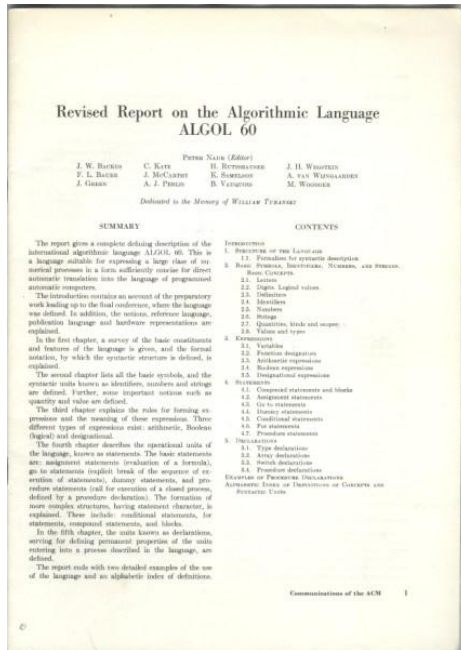 Revised Report on the Algorithmic Language
ALGOL 60
PETER NAUR (Editor)
J. W. BACKUS C. KATZ H. RUTISHAUSER J. H. WEGSTEIN
F. L. BAUER J. MCCARTHY K. SAMELSON A. VAN WIJNGAARDEN
J. GREEN A. J. PERLIS B. VAUQUOIS M. WOODGER
Dedicated to the Memory of WILLIAM TURANSKI
SUMMARY
The report gives a complete defining description of the
international algorithmic language ALGOL 60. This is
a language suitable for expressing a large class of nu-
merical processes in a form sufficiently concise for direct
automatic translation into the language of programmed
automatic computers.
The introduction contains an account of the preparatory
work leading up to the final conference, where the language
was defined. In addition, the notions, reference language,
publication language and hardware representations are
explained.
In the first chapter, a survey of the basic constituents
and features of the language is given, and the formal
notation, by which the syntactic structure is defined, is
explained.
The second chapter lists all the basic symbols, and the
syntactic units known as identifiers, numbers and strings
are defined. Further, some important notions such as
quantity and value are defined.
The third chapter explains the rules for forming ex-
pressions and the meaning of these expressions. Three
different types of expressions exist: arithmetic, Boolean
(logical) and designational.
The fourth chapter describes the operational units of
the language, known as statements. The basic statements
are: assignment statements (evaluation of a formula),
go to statements (explicit break of the sequence of ex-
ecution of statements), dummy statements, and pro-
cedure statements (call for execution of a closed process,
defined by a procedure declaration). The formation of
more complex structures, having statement character, is
explained. These include: conditional statements, for
statements, compound statements, and blocks.
In the fifth chapter, the units known as declarations,
serving for defining permanent properties of the units
entering into a process described in the language, are
defined.
The report ends with two detailed examples of the use
of the language and an alphabetic index of definitions.
CONTENTS
INTRODUCTION
1. STRUCTURE OF THE LANGUAGE
1.1. Formalism for syntactic description
2. BASIC SYMBOLS, IDENTIFIERS, NUMBERS, AND STRINGS.
BASIC CONCEPTS.
2.1. Letters
2.2. Digits. Logical values.
2.3. Delimiters
2.4. Identifiers
2.5. Numbers
2.6. Strings
2.7. Quantities, kinds and scopes
2.8. Values and types
3. EXPRESSIONS
3.1. Variables
3.2. Function designators
3.3. Arithmetic expressions
3.4. Boolean expressions
3.5. Designational expressions
4. STATEMENTS
4.1. Compound statements and blocks
4.2. Assignment statements
4.3. Go to statements
4.4. Dummy statements
4.5. Conditional statements
4.6. For statements
4.7. Procedure statements
5. DECLARATIONS
5.1. Type declarations
5.2. Array declarations
5.3. Switch declarations
5.4. Procedure declarations
EXAMPLES OF PROCEDURE DECLARATIONS
ALPHABETIC INDEX OF DEFINITIONS OF CONCEPTS AND
SYNTACTIC UNITS
Communications of the ACM 1